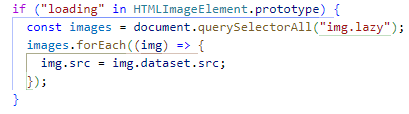 if ("loading" in HTMLImageElement.prototype) {
  const images = document.querySelectorAll("img.lazy");
  images.forEach((img) => {
    img.src = img.dataset.src;
  });
}